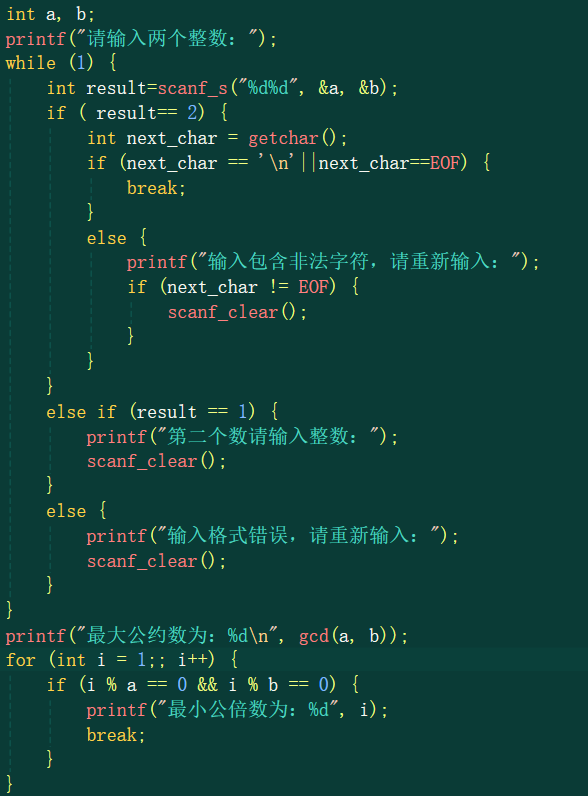 int a, b;
printf("请输入两个整数：");
while (1) {
    int result=scanf_s("%d%d", &a, &b);
    if ( result== 2) {
        int next_char = getchar();
        if (next_char == '\n'||next_char==EOF) {
            break;
        }
        else {
            printf("输入包含非法字符，请重新输入：");
            if (next_char != EOF) {
                scanf_clear();
            }
        }
    }
    else if (result == 1) {
        printf("第二个数请输入整数：");
        scanf_clear();
    }
    else {
        printf("输入格式错误，请重新输入：");
        scanf_clear();
    }
}
printf("最大公约数为：%d\n", gcd(a, b));
for (int i = 1;; i++) {
    if (i % a == 0 && i % b == 0) {
        printf("最小公倍数为：%d", i);
        break;
    }
}